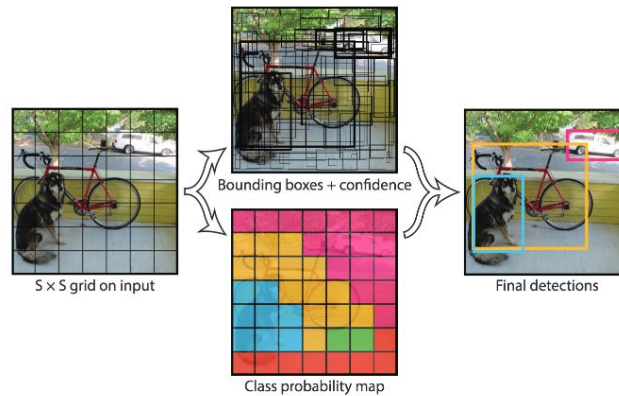 S × S grid on input
Bounding boxes + confidence
Class probability map
Final detections